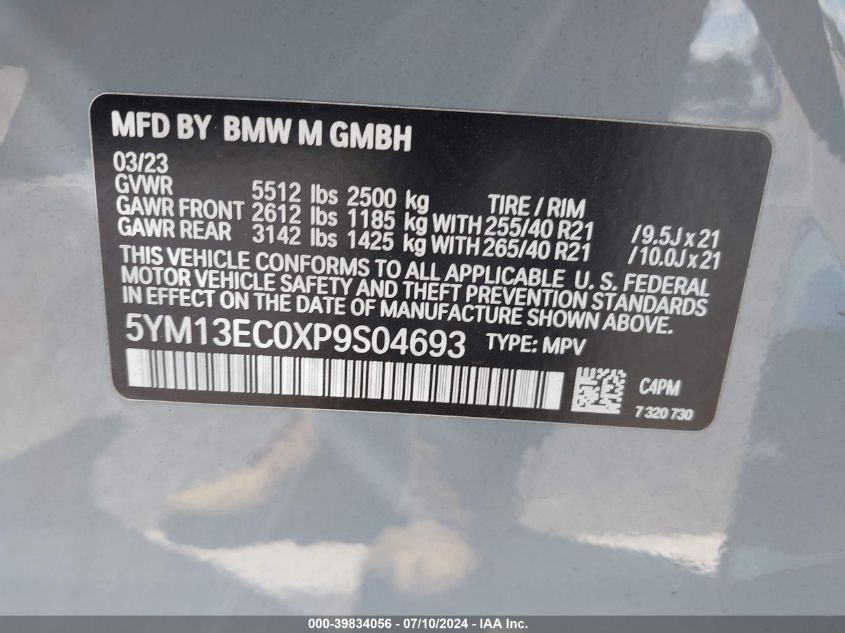 MFD BY BMW M GMBH
03/23
GVWR 5512 lbs 2500 kg TIRE / RIM
GAWR FRONT 2612 lbs 1185 kg WITH 255/40 R21 /9.5J x 21
GAWR REAR 3142 lbs 1425 kg WITH 265/40 R21 /10.0J x 21
THIS VEHICLE CONFORMS TO ALL APPLICABLE U. S. FEDERAL
MOTOR VEHICLE SAFETY AND THEFT PREVENTION STANDARDS
IN EFFECT ON THE DATE OF MANUFACTURE SHOWN ABOVE.
5YM13EC0XP9S04693 TYPE: MPV
C4PM
7 320 730
000-39834056 / 07/10/2024 - IAA Inc.